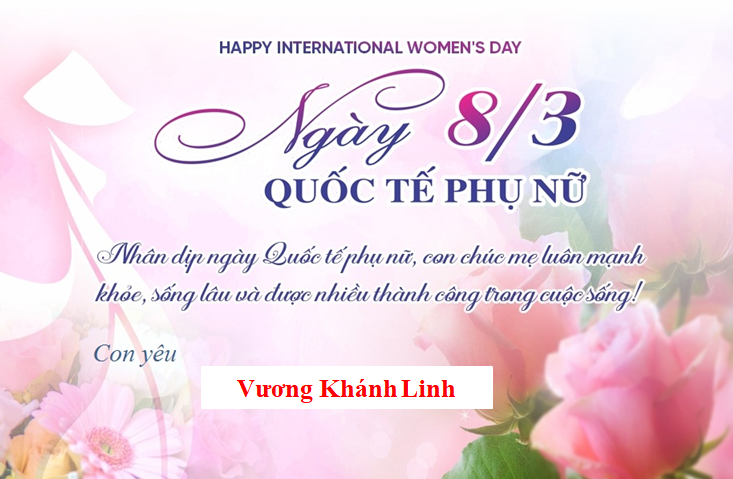 HAPPY INTERNATIONAL WOMEN'S DAY
Ngày 8/3
QUỐC TẾ PHỤ NỮ
Nhân dịp ngày Quốc tế phụ nữ, con chúc mẹ luôn mạnh
khỏe, sống lâu và được nhiều thành công trong cuộc sống!
Con yêu
Vương Khánh Linh